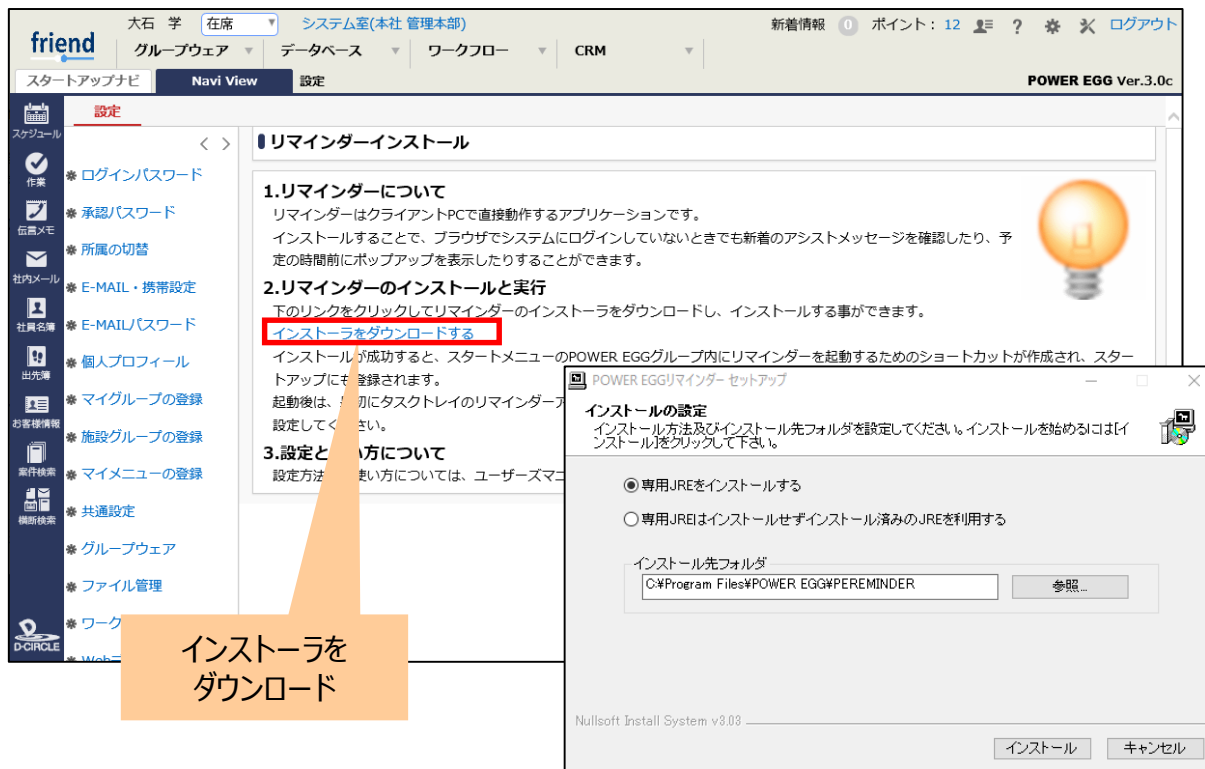 大石 学 在席 システム室(本社 管理本部) 新着情報 0 ポイント: 12 ? ログアウト
friend グループウェア データベース ワークフロー CRM
スタートアップナビ Navi View 設定 POWER EGG Ver.3.0c
設定
スケジュール
作業
伝言メモ
社内メール
社員名簿
出先簿
お客様情報
案件検索
横断検索
D-CIRCLE
< >
ログインパスワード
承認パスワード
所属の切替
E-MAIL・携帯設定
E-MAILパスワード
個人プロフィール
マイグループの登録
施設グループの登録
マイメニューの登録
共通設定
グループウェア
ファイル管理
ワーク
リマインダーインストール
1.リマインダーについて
リマインダーはクライアントPCで直接動作するアプリケーションです。
インストールすることで、ブラウザでシステムにログインしていないときでも新着のアシストメッセージを確認したり、予
定の時間前にポップアップを表示したりすることができます。
2.リマインダーのインストールと実行
下のリンクをクリックしてリマインダーのインストーラをダウンロードし、インストールする事ができます。
インストーラをダウンロードする
インストールが成功すると、スタートメニューのPOWER EGGグループ内にリマインダーを起動するためのショートカットが作成され、スター
トアップにも登録されます。
起動後は、 初にタスクトレイのリマインダーア
設定してください。
3.設定と い方について
設定方法 使い方については、ユーザーズマニ
インストーラを
ダウンロード
POWER EGGリマインダー セットアップ
インストールの設定
インストール方法及びインストール先フォルダを設定してください。インストールを始めるには[イ
ンストール]をクリックして下さい。
専用JREをインストールする
専用JREはインストールせずインストール済みのJREを利用する
インストール先フォルダ
C:¥Program Files¥POWER EGG¥PEREMINDER 参照...
Nullsoft Install System v3.03
インストール キャンセル